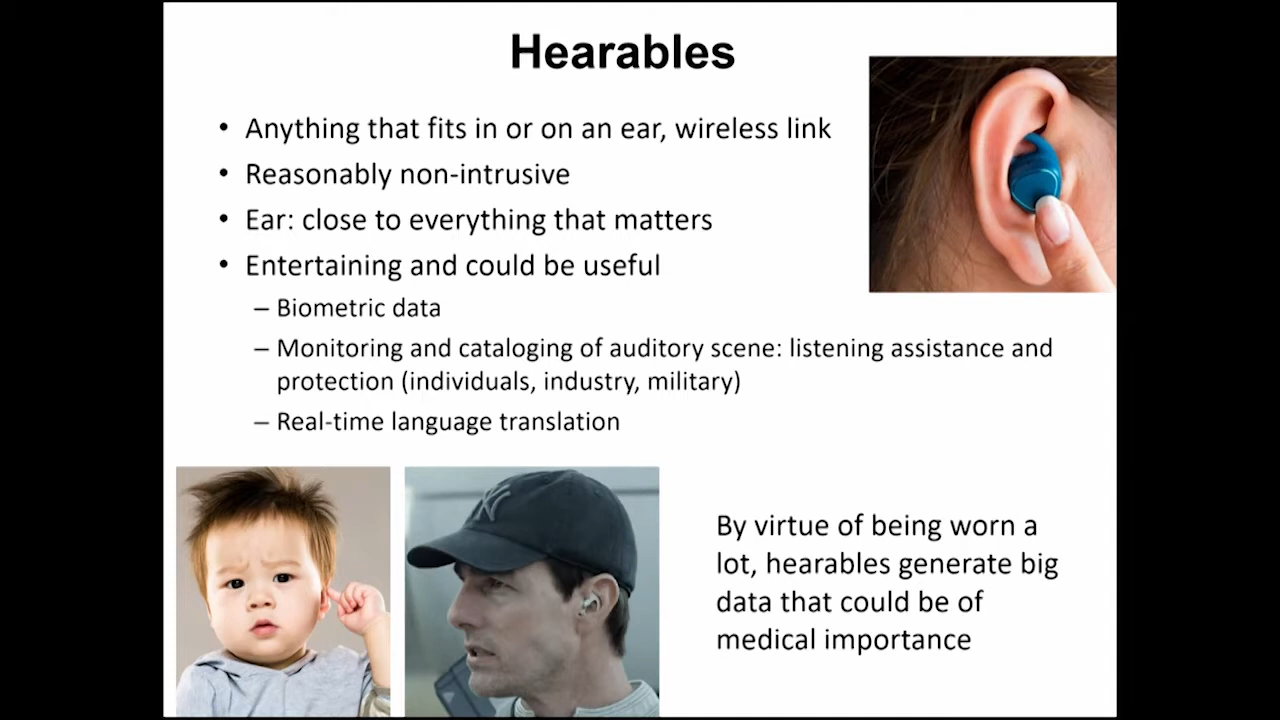 Hearables
• Anything that fits in or on an ear, wireless link
• Reasonably non-intrusive
• Ear: close to everything that matters
• Entertaining and could be useful
– Biometric data
– Monitoring and cataloging of auditory scene: listening assistance and
protection (individuals, industry, military)
– Real-time language translation
NY
By virtue of being worn a
lot, hearables generate big
data that could be of
medical importance